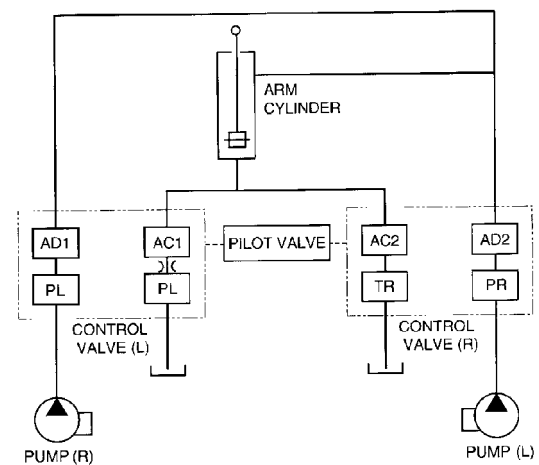 ARM
CYLINDER
AD1
AC1
PILOT VALVE
AC2
AD2
PL
PL
TR
PR
CONTROL
VALVE (L)
CONTROL
VALVE (R)
PUMP (R)
PUMP (L)